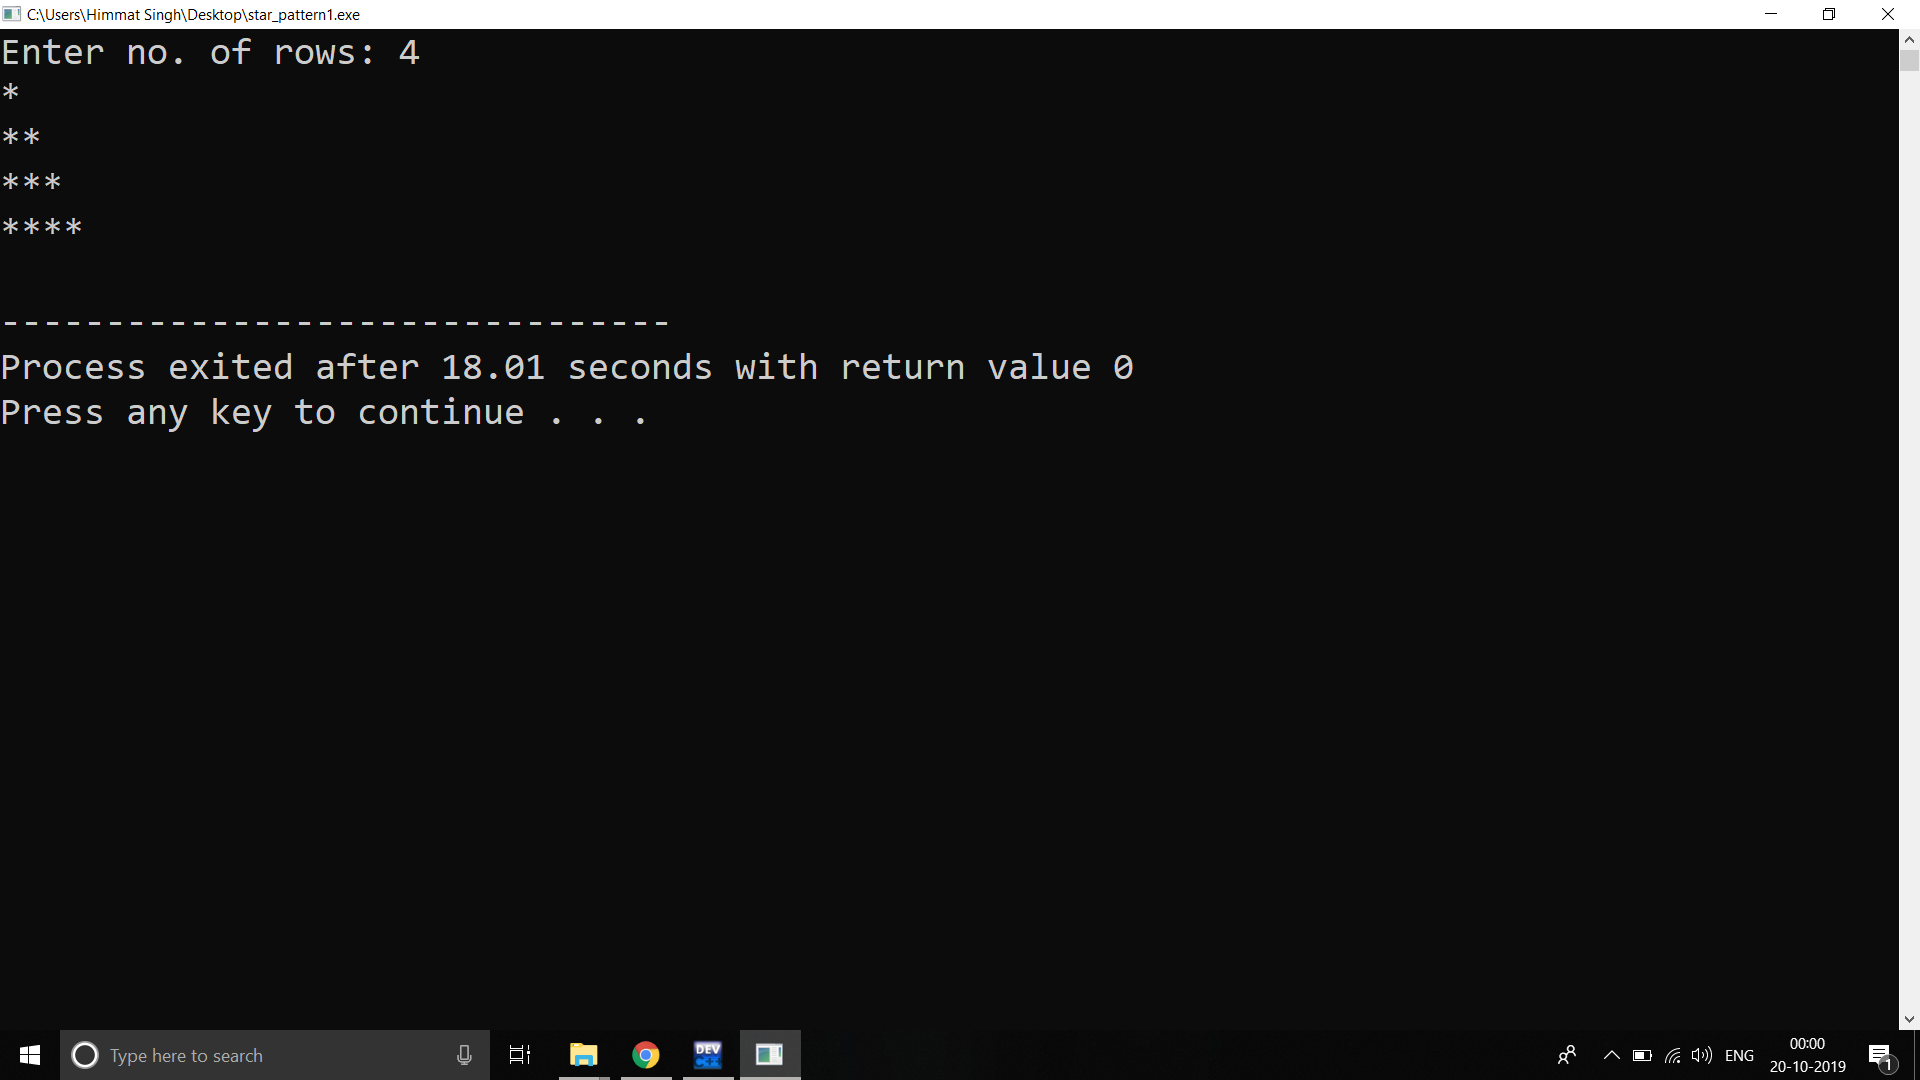 C:\Users\Himmat Singh\Desktop\star_pattern1.exe
Enter no. of rows: 4
*
**
***
****
--------------------------------
Process exited after 18.01 seconds with return value 0
Press any key to continue . . .
Type here to search
DEV
C++
ENG
00:00
20-10-2019
1